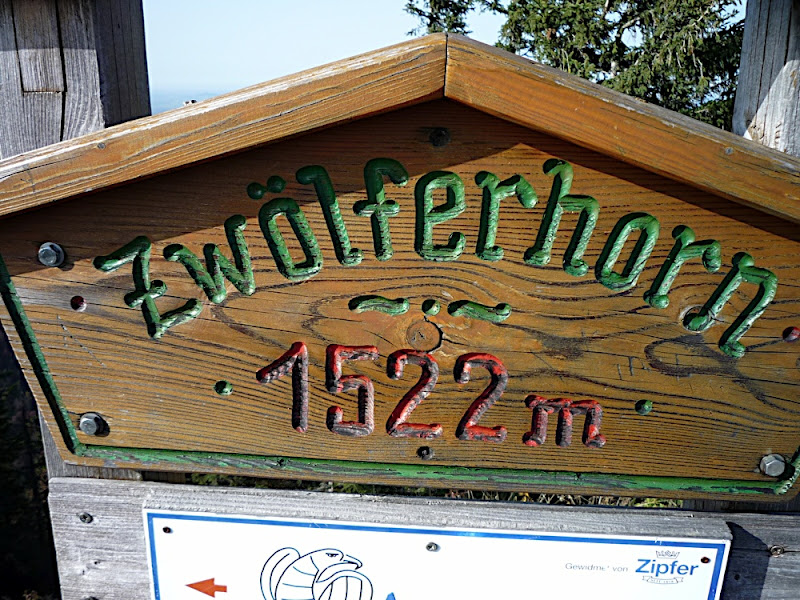 Zwölferhorn
1522 m
Gewidmet von Zipfer